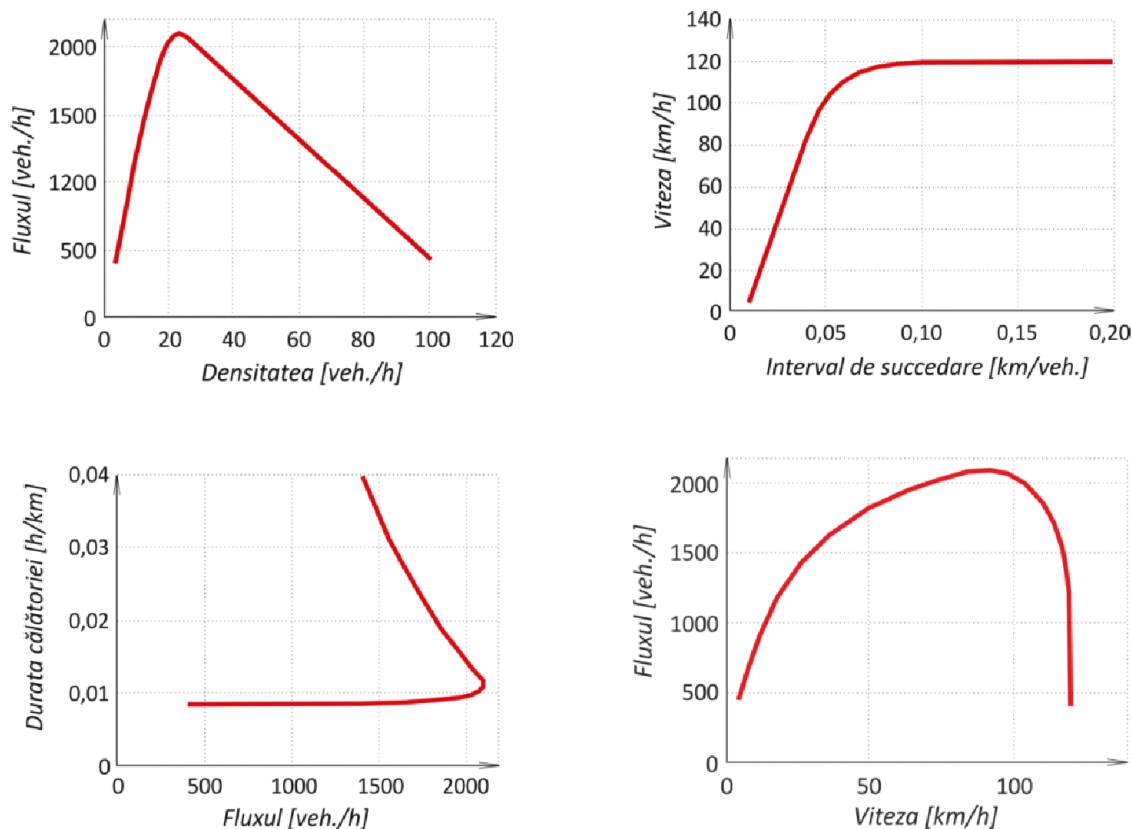 Fluxul [veh./h]
2000
1500
1200
500
0
0 20 40 60 80 100 120
Densitatea [veh./h]
Viteza [km/h]
140
120
100
80
60
40
20
0
0 0,05 0,10 0,15 0,20
Interval de succedare [km/veh.]
Durata călătoriei [h/km]
0,04
0,03
0,02
0,01
0
0 500 1000 1500 2000
Fluxul [veh./h]
Fluxul [veh./h]
2000
1500
1000
500
0
0 50 100
Viteza [km/h]